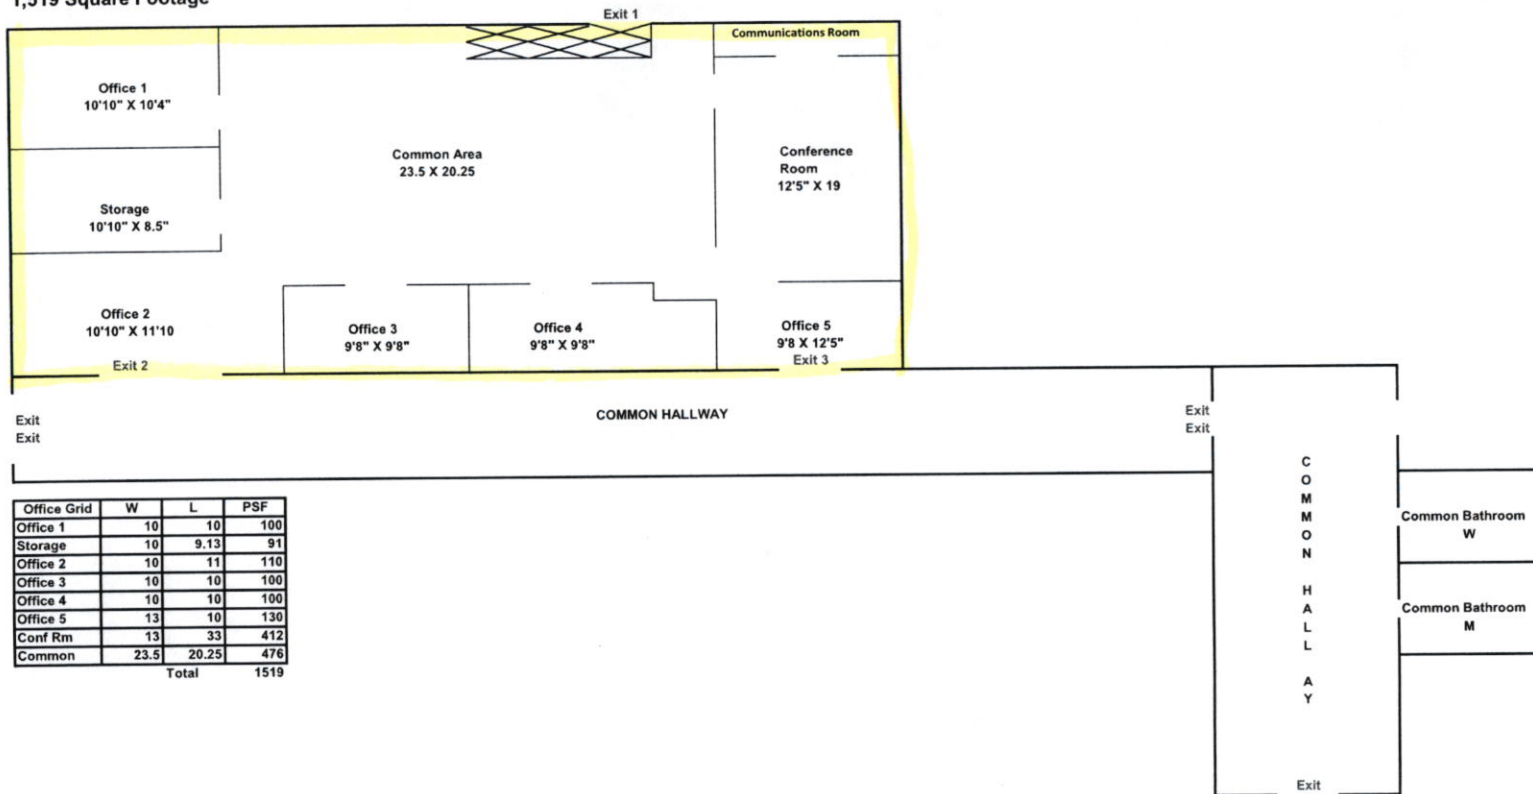 1,519 Square Footage
Exit 1
Communications Room
Office 1
10'10" X 10'4"
Common Area
23.5 X 20.25
Conference
Room
12'5" X 19
Storage
10'10" X 8.5"
Office 2
10'10" X 11'10
Exit 2
Office 3
9'8" X 9'8"
Office 4
9'8" X 9'8"
Office 5
9'8 X 12'5"
Exit 3
Exit
Exit
COMMON HALLWAY
Exit
Exit
Office Grid W L PSF
Office 1 10 10 100
Storage 10 9.13 91
Office 2 10 11 110
Office 3 10 10 100
Office 4 10 10 100
Office 5 13 10 130
Conf Rm 13 33 412
Common 23.5 20.25 476
Total 1519
C
O
M
M
O
N
H
A
L
L
A
Y
Common Bathroom
W
Common Bathroom
M
Exit